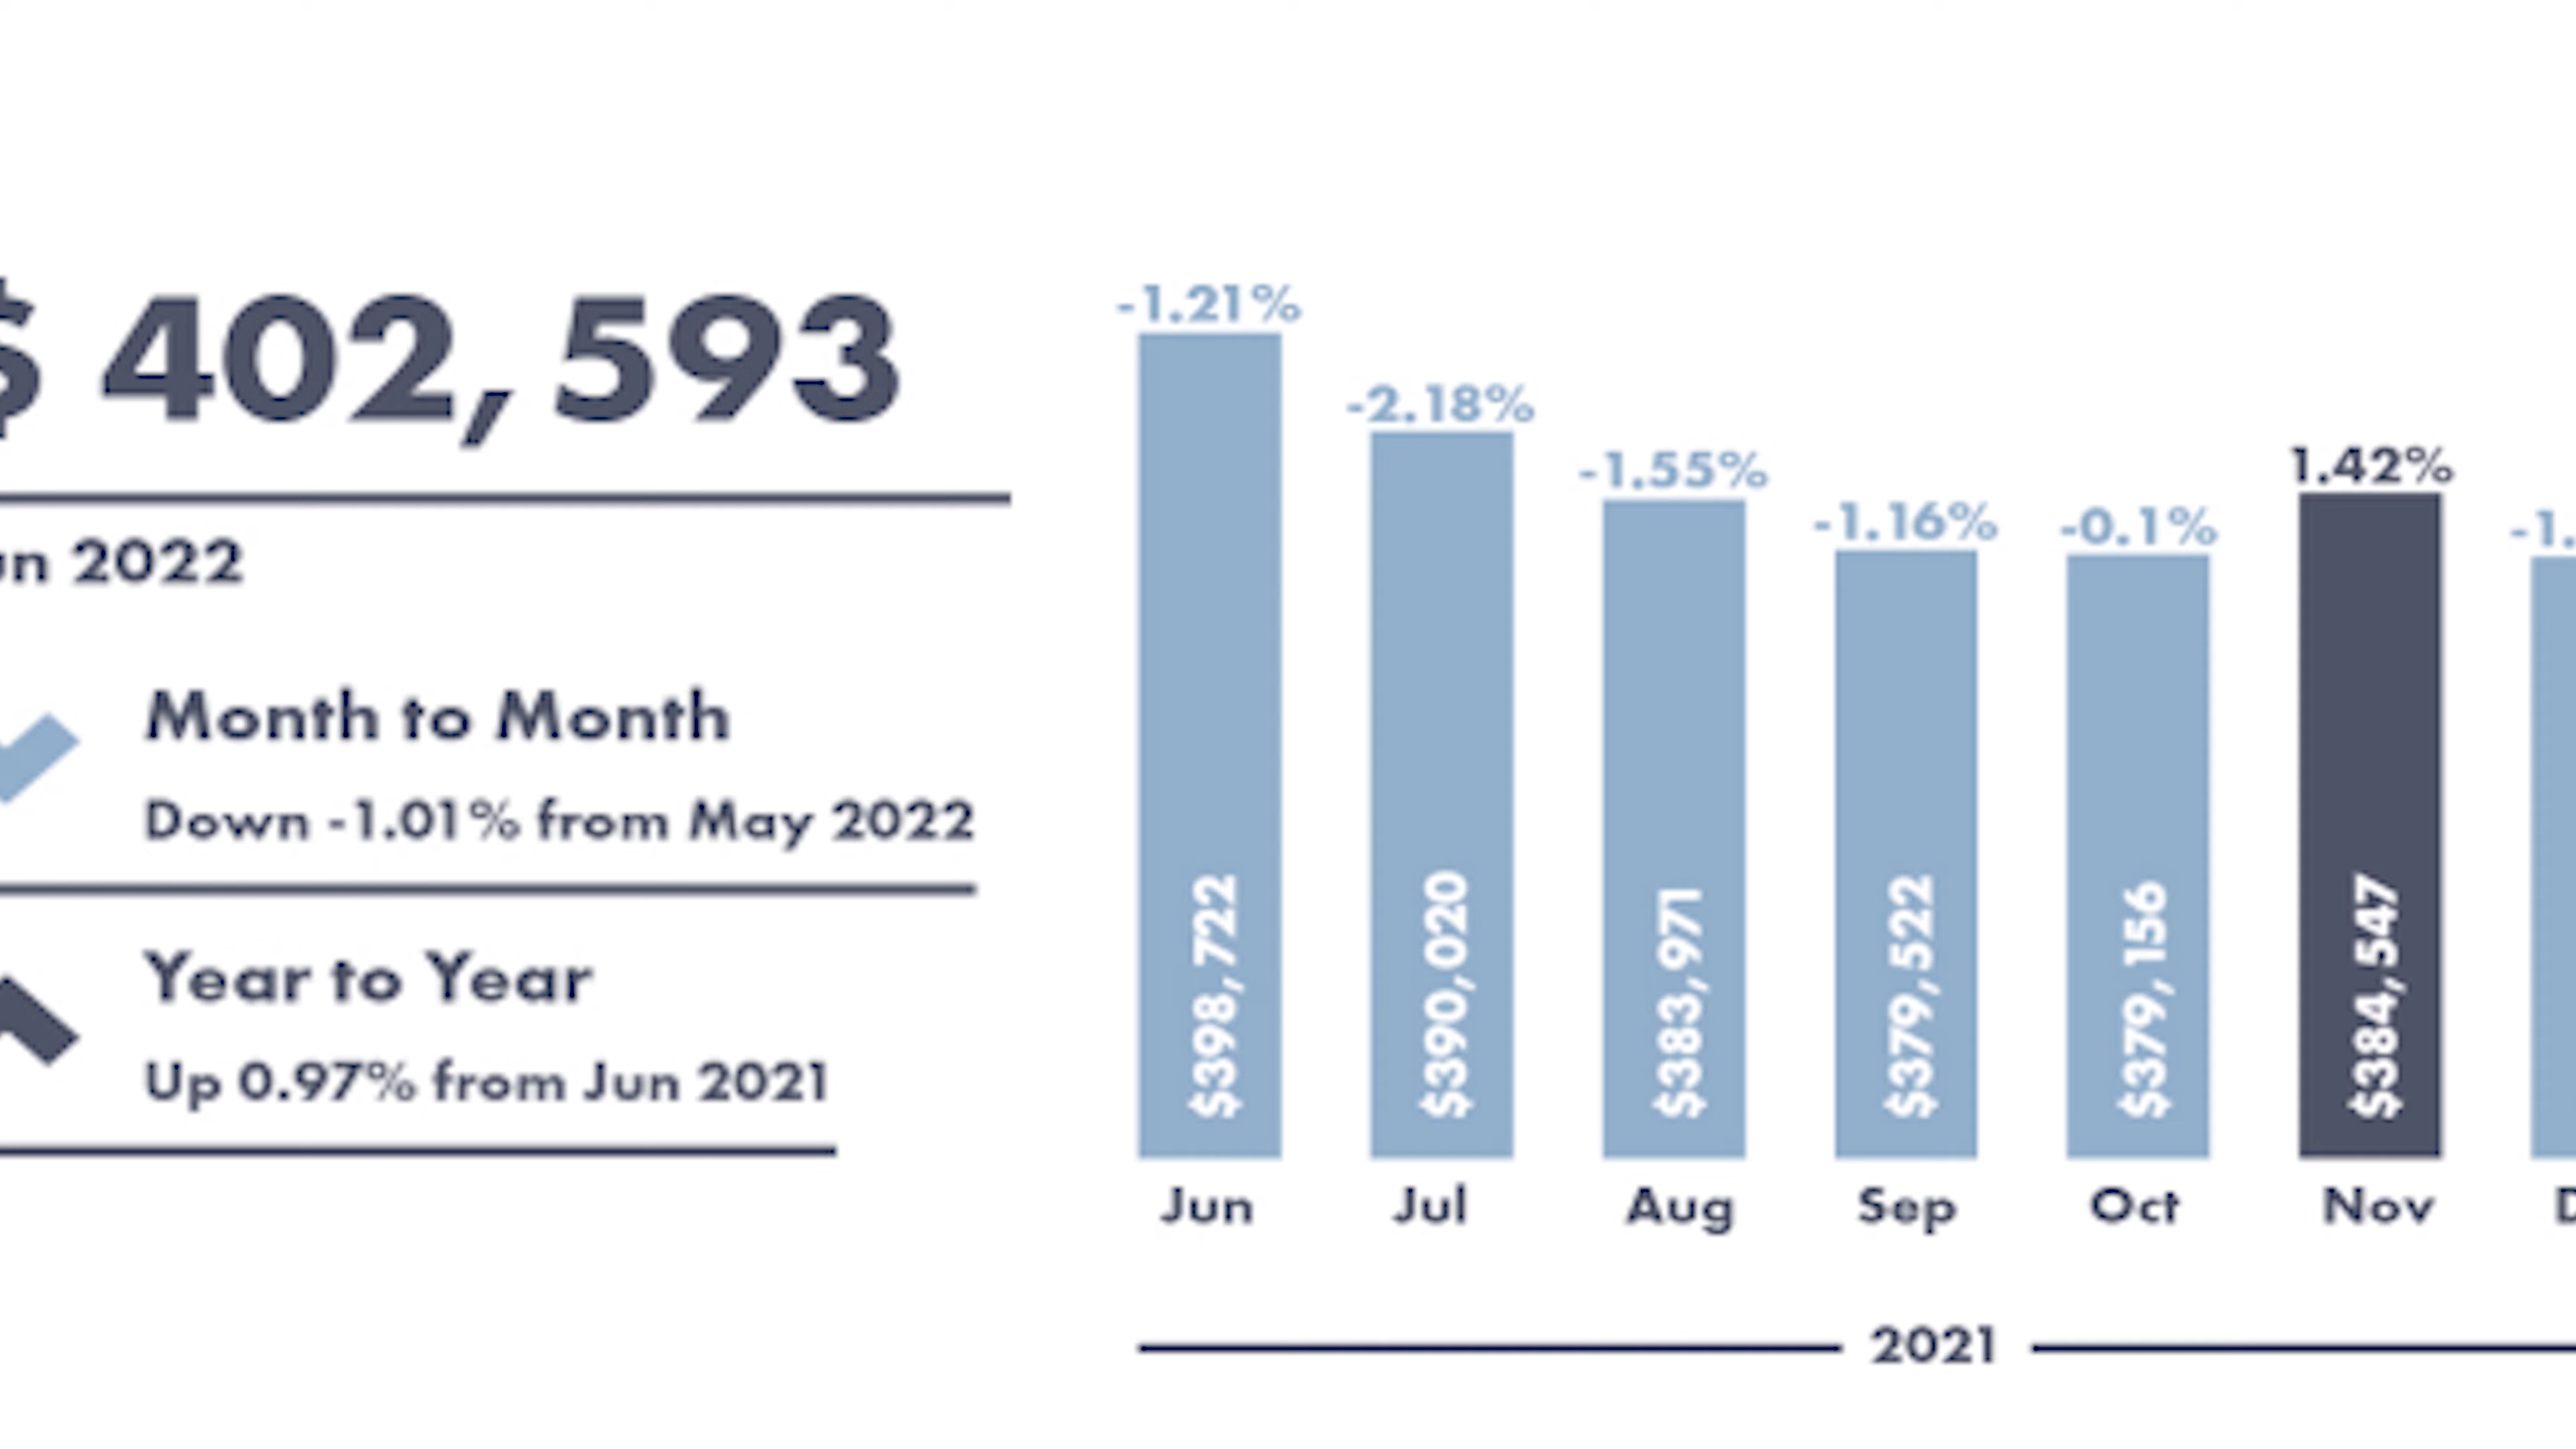 $ 402,593
2022
Month to Month
Down -1.01% from May 2022
Year to Year
Up 0.97% from Jun 2021
-1.21%
-2.18%
-1.55%
-1.16%
-0.1%
1.42%
$398,722
$390,020
$383,971
$379,522
$379,156
$384,547
Jun
Jul
Aug
Sep
Oct
Nov
2021